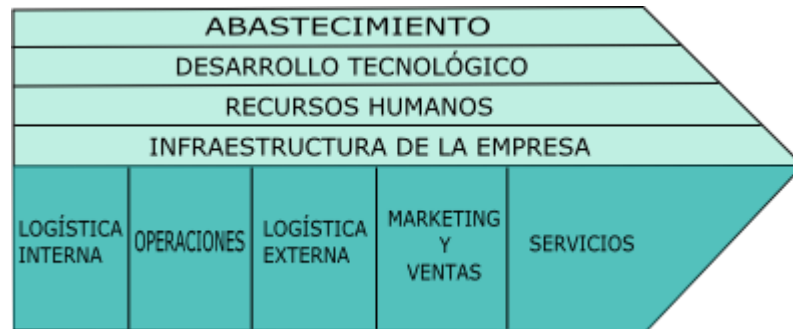 ABASTECIMIENTO
DESARROLLO TECNOLÓGICO
RECURSOS HUMANOS
INFRAESTRUCTURA DE LA EMPRESA
LOGÍSTICA
INTERNA
OPERACIONES
LOGÍSTICA
EXTERNA
MARKETING
Y
VENTAS
SERVICIOS